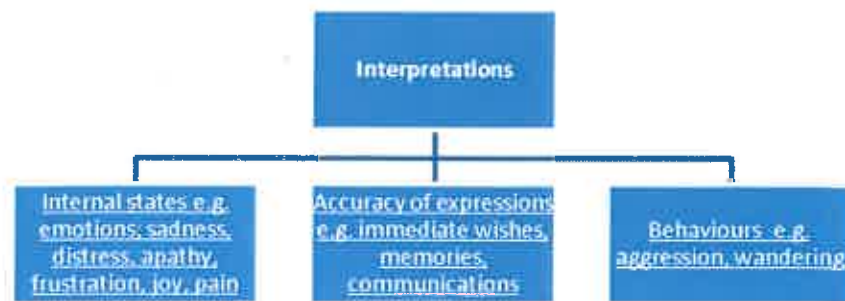 Interpretations
Internal states e.g.
emotions, sadness,
distress, apathy,
frustration, joy, pain
Accuracy of expressions
e.g. immediate wishes,
memories,
communications
Behaviours e.g.
aggression, wandering